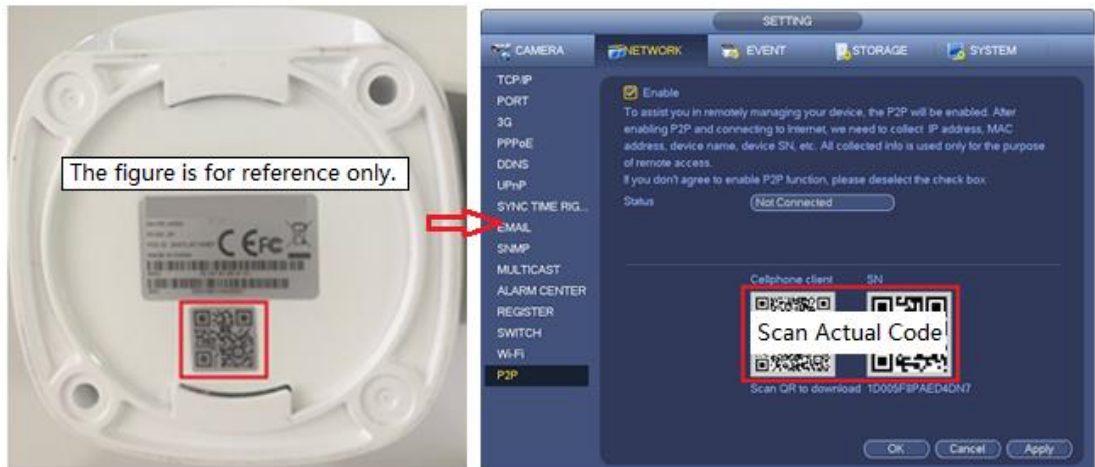 The figure is for reference only.
CE FC
SETTING
CAMERA
NETWORK
EVENT
STORAGE
SYSTEM
TCP/IP
PORT
3G
PPPoE
DDNS
UPnP
SYNC TIME RIG...
EMAIL
SNMP
MULTICAST
ALARM CENTER
REGISTER
SWITCH
Wi-Fi
P2P
Enable
To assist you in remotely managing your device, the P2P will be enabled. After
enabling P2P and connecting to Internet, we need to collect IP address, MAC
address, device name, device SN, etc. All collected info is used only for the purpose
of remote access.
If you don't agree to enable P2P function, please deselect the check box
Status
Not Connected
Cellphone client
SN
Scan Actual Code
Scan QR to download
OK
Cancel
Apply